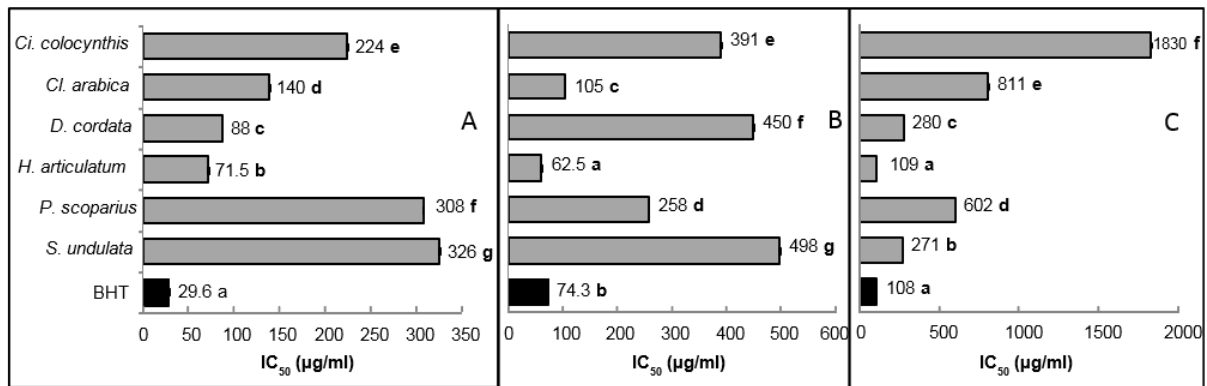 Ci. colocynthis
Cl. arabica
D. cordata
H. articulatum
P. scoparius
S. undulata
BHT
224 e
140 d
88 c
71.5 b
308 f
326 g
29.6 a
A
0 50 100 150 200 250 300 350
IC50 (µg/ml)
391 e
105 c
450 f
62.5 a
258 d
498 g
74.3 b
B
0 100 200 300 400 500 600
IC50 (µg/ml)
1830 f
811 e
280 c
109 a
602 d
271 b
108 a
C
0 500 1000 1500 2000
IC50 (µg/ml)